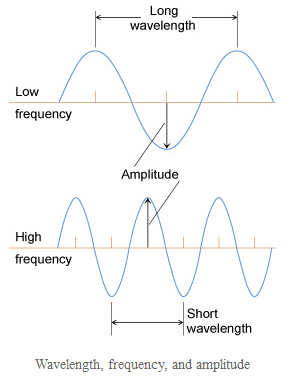 Long
wavelength
Low
frequency
Amplitude
High
frequency
Short
wavelength
Wavelength, frequency, and amplitude